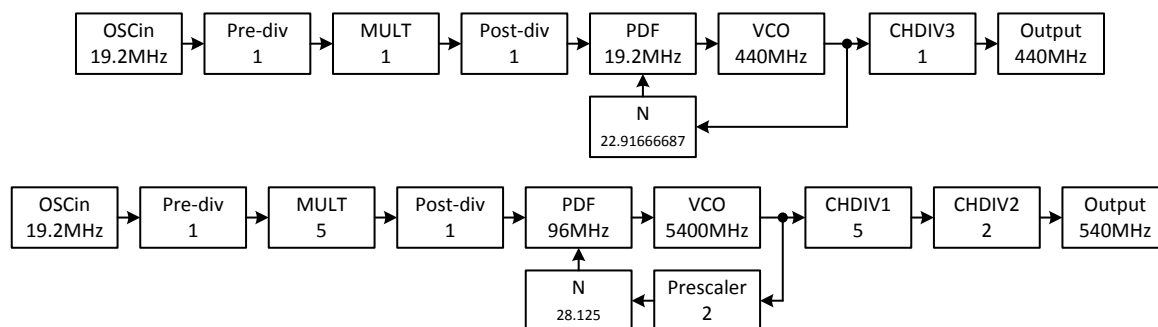 OSCin
19.2MHz
Pre-div
1
MULT
1
Post-div
1
PDF
19.2MHz
VCO
440MHz
CHDIV3
1
Output
440MHz
N
22.91666687
OSCin
19.2MHz
Pre-div
1
MULT
5
Post-div
1
PDF
96MHz
VCO
5400MHz
CHDIV1
5
CHDIV2
2
Output
540MHz
N
28.125
Prescaler
2